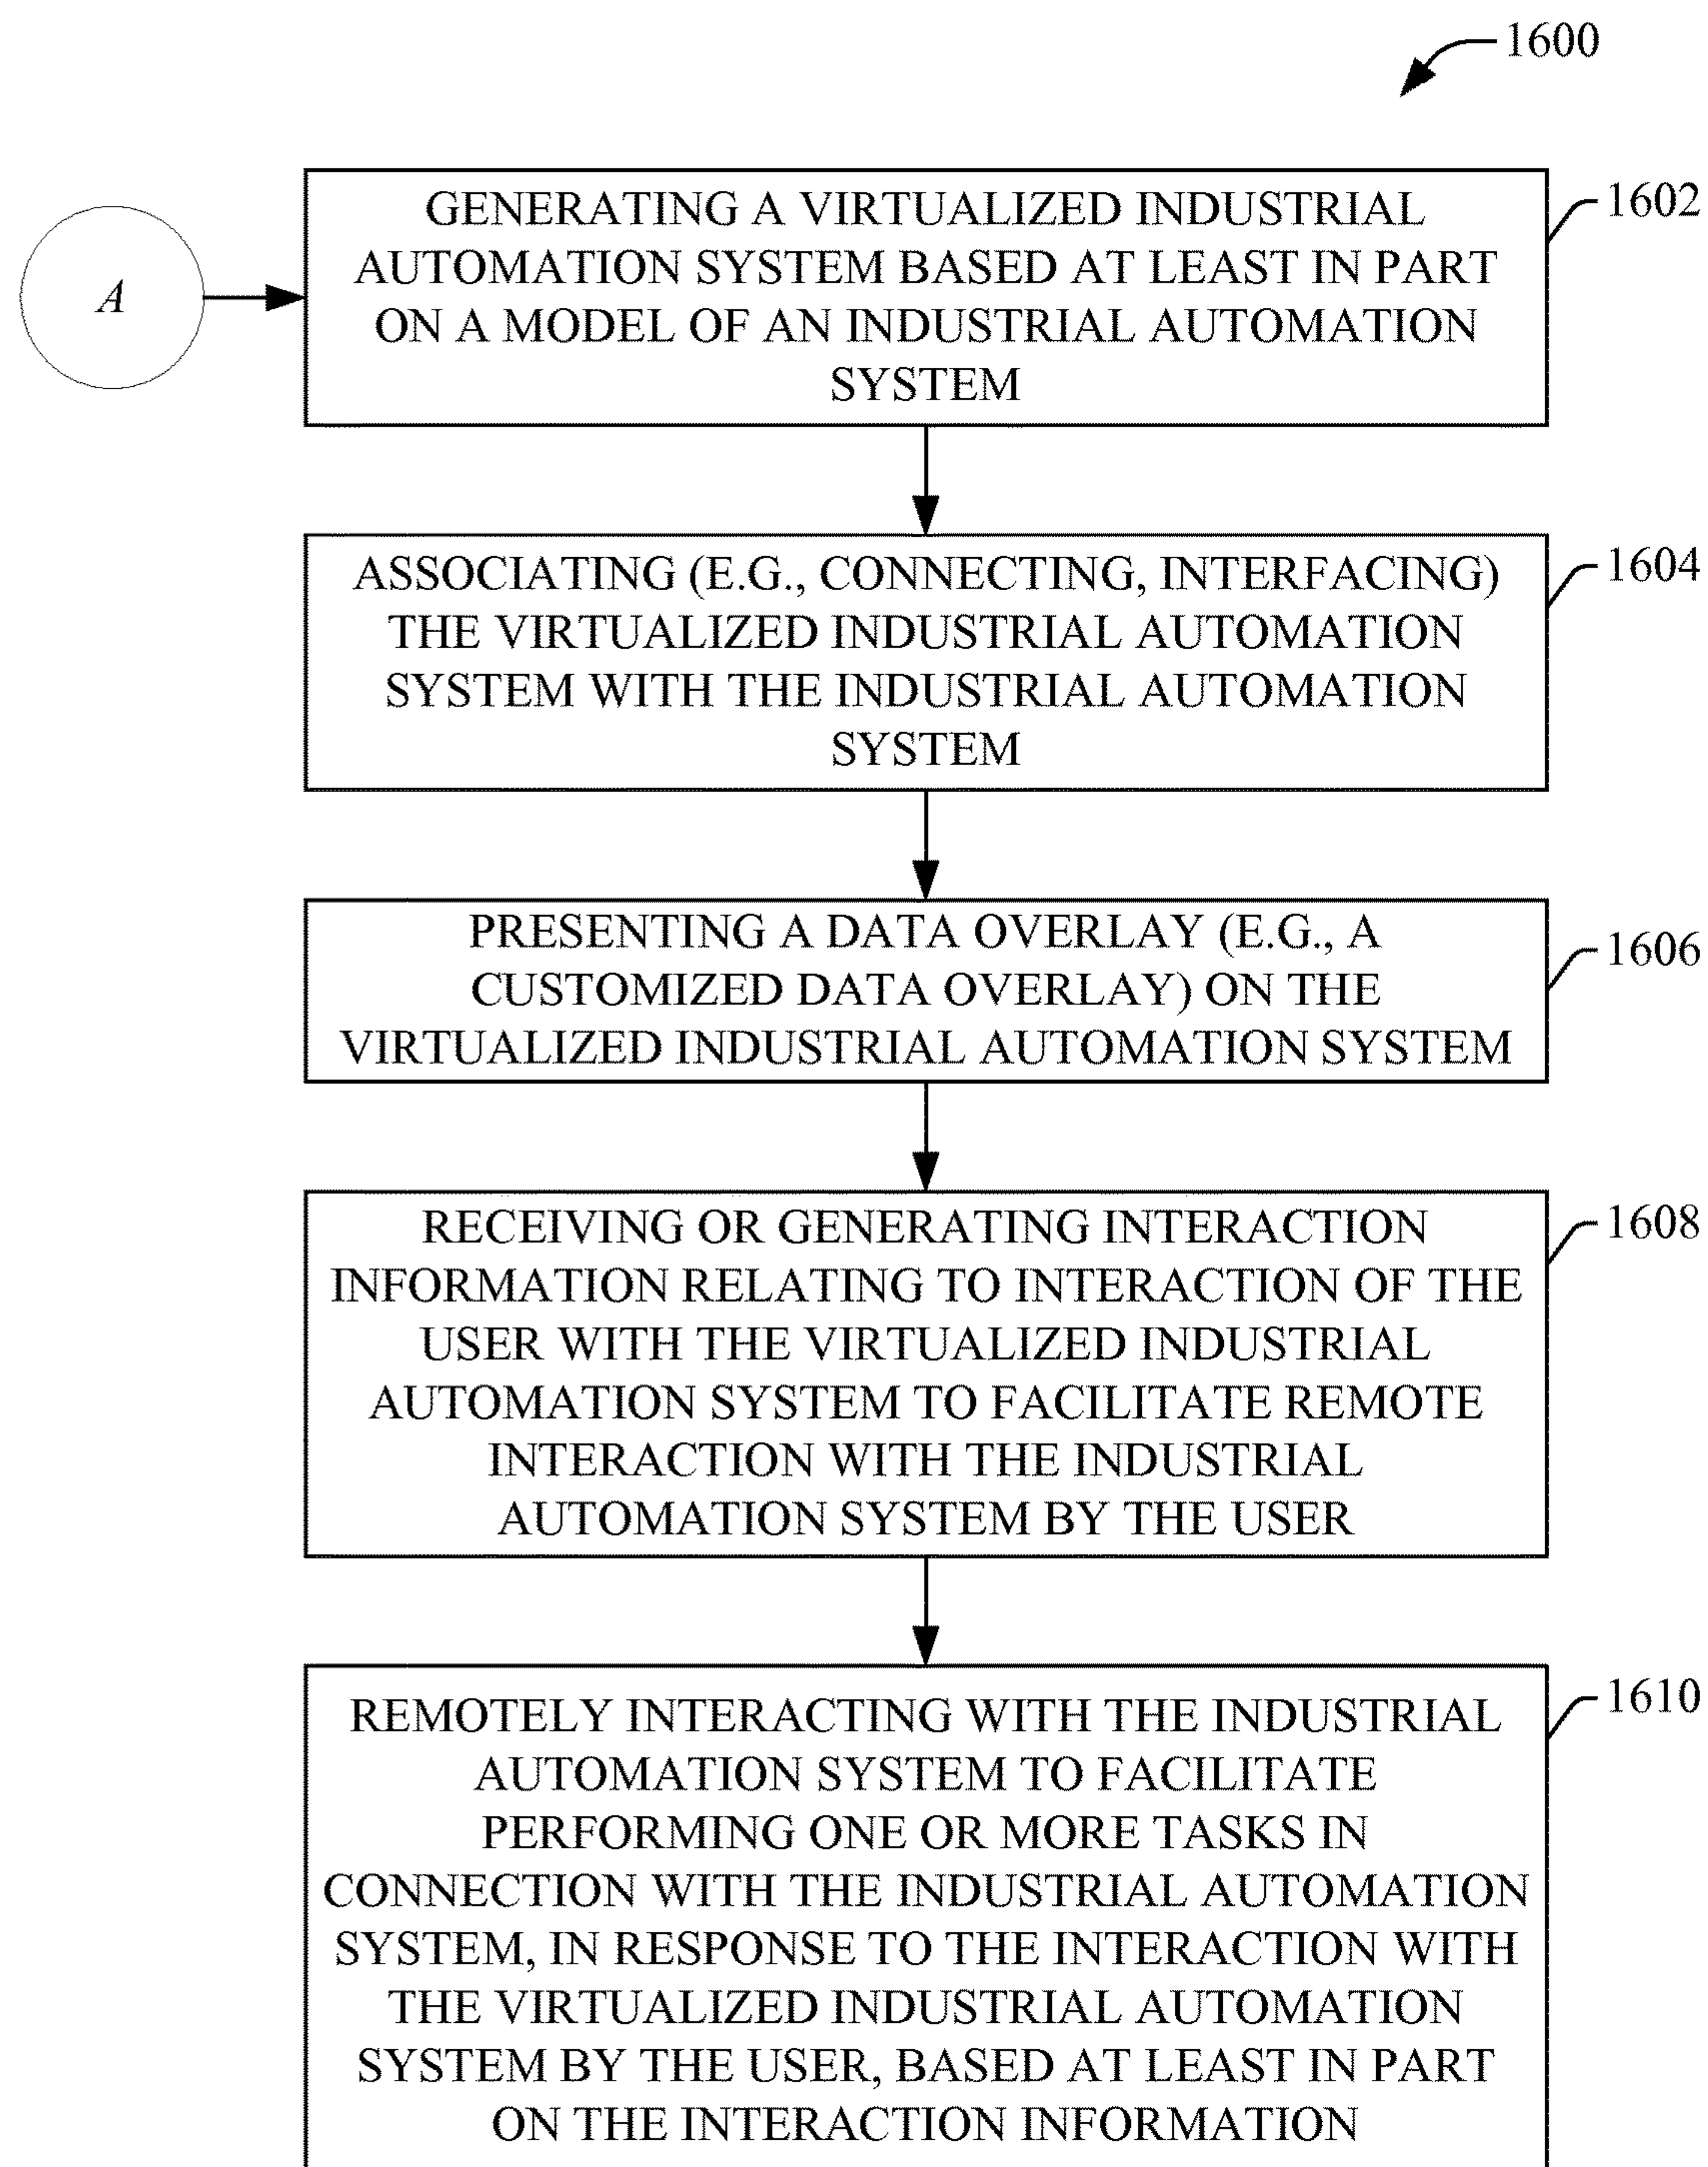 1600
A
GENERATING A VIRTUALIZED INDUSTRIAL
AUTOMATION SYSTEM BASED AT LEAST IN PART
ON A MODEL OF AN INDUSTRIAL AUTOMATION
SYSTEM
1602
ASSOCIATING (E.G., CONNECTING, INTERFACING)
THE VIRTUALIZED INDUSTRIAL AUTOMATION
SYSTEM WITH THE INDUSTRIAL AUTOMATION
SYSTEM
1604
PRESENTING A DATA OVERLAY (E.G., A
CUSTOMIZED DATA OVERLAY) ON THE
VIRTUALIZED INDUSTRIAL AUTOMATION SYSTEM
1606
RECEIVING OR GENERATING INTERACTION
INFORMATION RELATING TO INTERACTION OF THE
USER WITH THE VIRTUALIZED INDUSTRIAL
AUTOMATION SYSTEM TO FACILITATE REMOTE
INTERACTION WITH THE INDUSTRIAL
AUTOMATION SYSTEM BY THE USER
1608
REMOTELY INTERACTING WITH THE INDUSTRIAL
AUTOMATION SYSTEM TO FACILITATE
PERFORMING ONE OR MORE TASKS IN
CONNECTION WITH THE INDUSTRIAL AUTOMATION
SYSTEM, IN RESPONSE TO THE INTERACTION WITH
THE VIRTUALIZED INDUSTRIAL AUTOMATION
SYSTEM BY THE USER, BASED AT LEAST IN PART
ON THE INTERACTION INFORMATION
1610